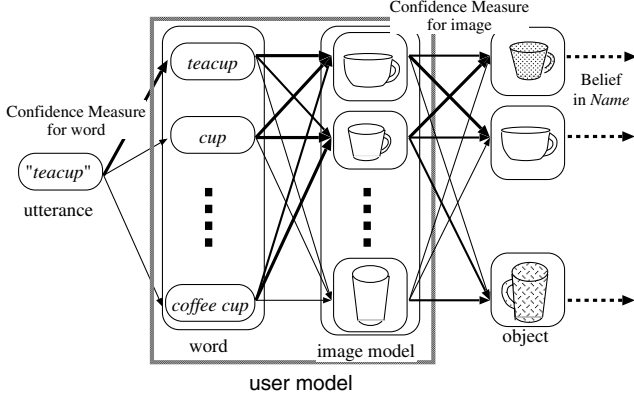 Confidence Measure
for image
teacup
Confidence Measure
for word
Belief
in Name
cup
"teacup"
utterance
coffee cup
word
image model
object
user model